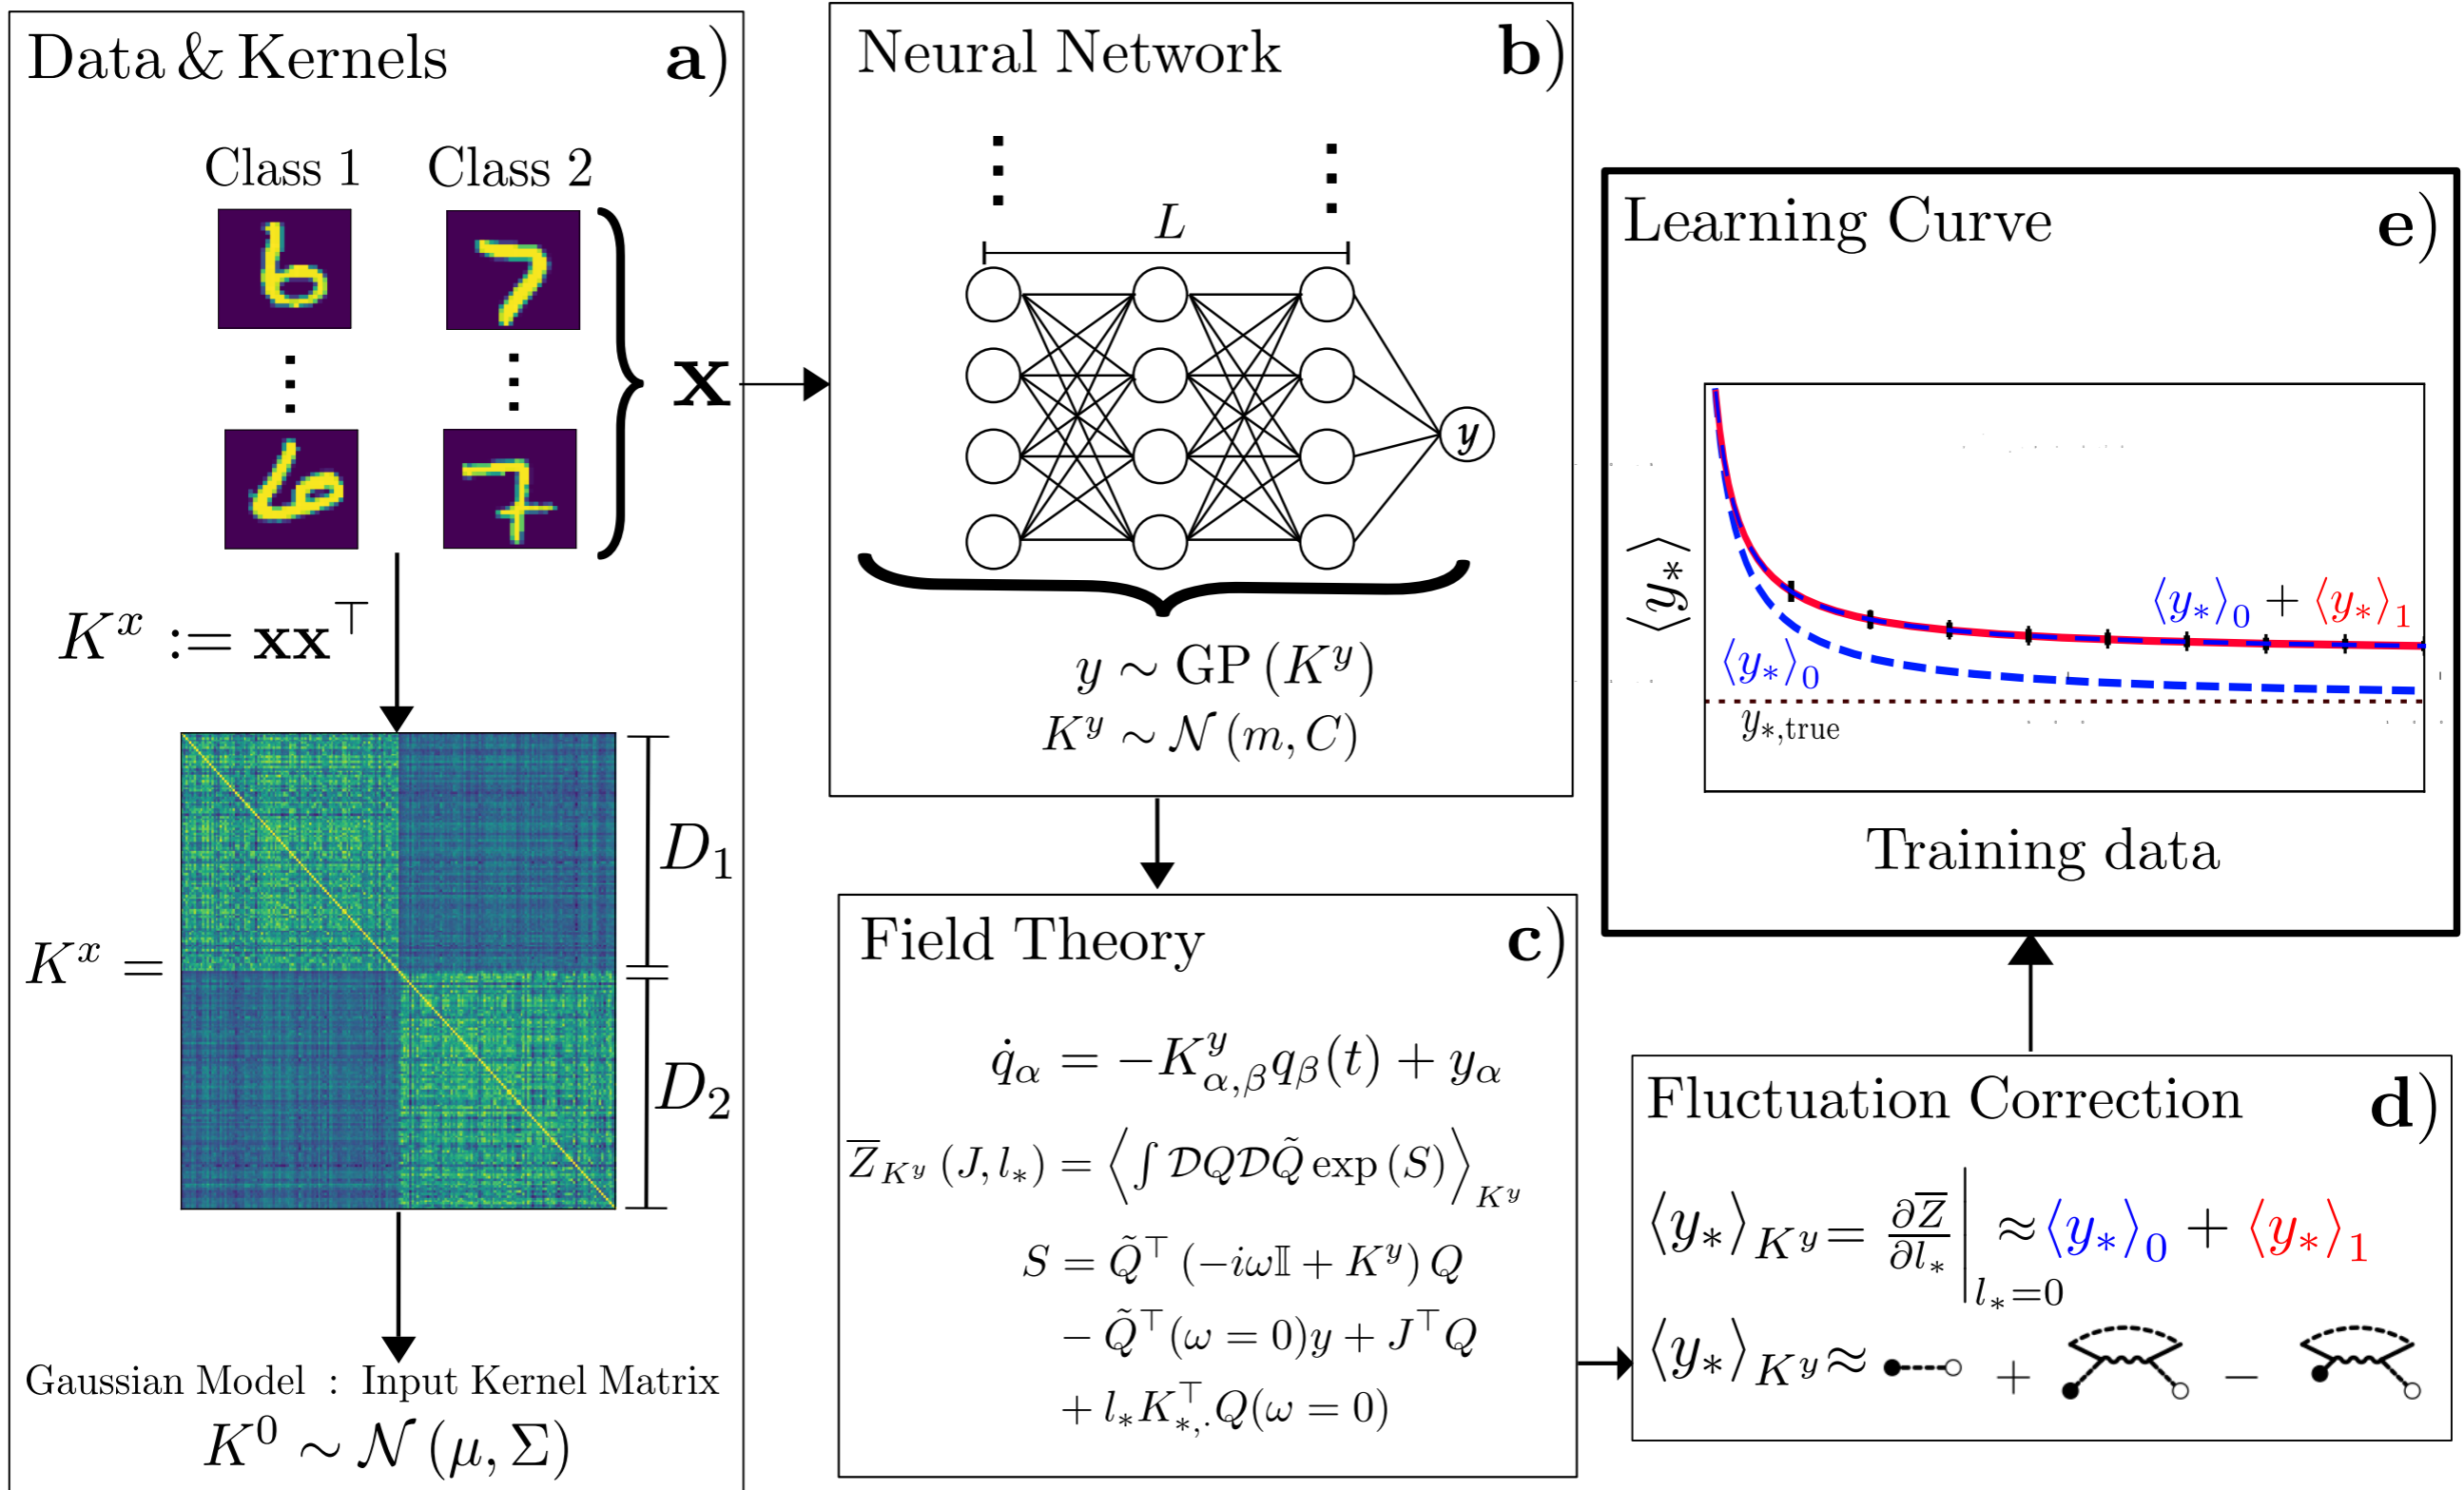 Data & Kernels a)
Class 1 Class 2
⋮ ⋮
x
K^x := xx^⊤
K^x =
D_1
D_2
Gaussian Model : Input Kernel Matrix
K^0 ∼ 𝒩 (μ, Σ)
Neural Network b)
⋮ ⋮
L
y
y ∼ GP (K^y)
K^y ∼ 𝒩 (m, C)
Field Theory c)
q̇_α = −K^y_{α,β} q_β(t) + y_α
Z̅_{K^y} (J, l_*) = ⟨∫ 𝒟Q𝒟Q̃ exp (S)⟩_{K^y}
S = Q̃^⊤ (−iω𝕀 + K^y) Q
− Q̃^⊤(ω = 0)y + J^⊤Q
+ l_* K^⊤_{*,·} Q(ω = 0)
Fluctuation Correction d)
⟨y_*⟩_{K^y} = ∂Z̅/∂l_* |_{l_*=0} ≈ ⟨y_*⟩_0 + ⟨y_*⟩_1
⟨y_*⟩_{K^y} ≈ + −
Learning Curve e)
⟨y_*⟩
⟨y_*⟩_0 + ⟨y_*⟩_1
⟨y_*⟩_0
y_{*,true}
Training data